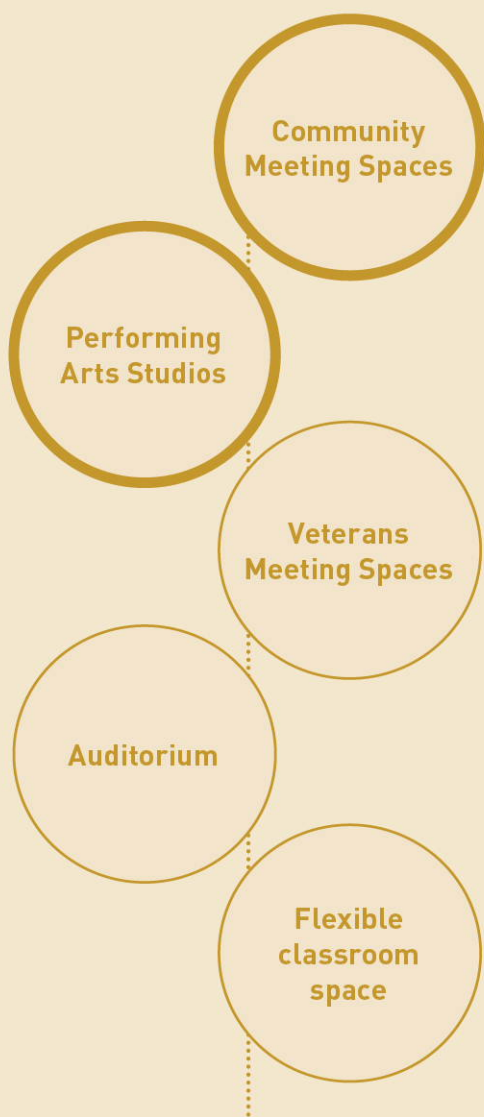 Community
Meeting Spaces
Performing
Arts Studios
Veterans
Meeting Spaces
Auditorium
Flexible
classroom
space